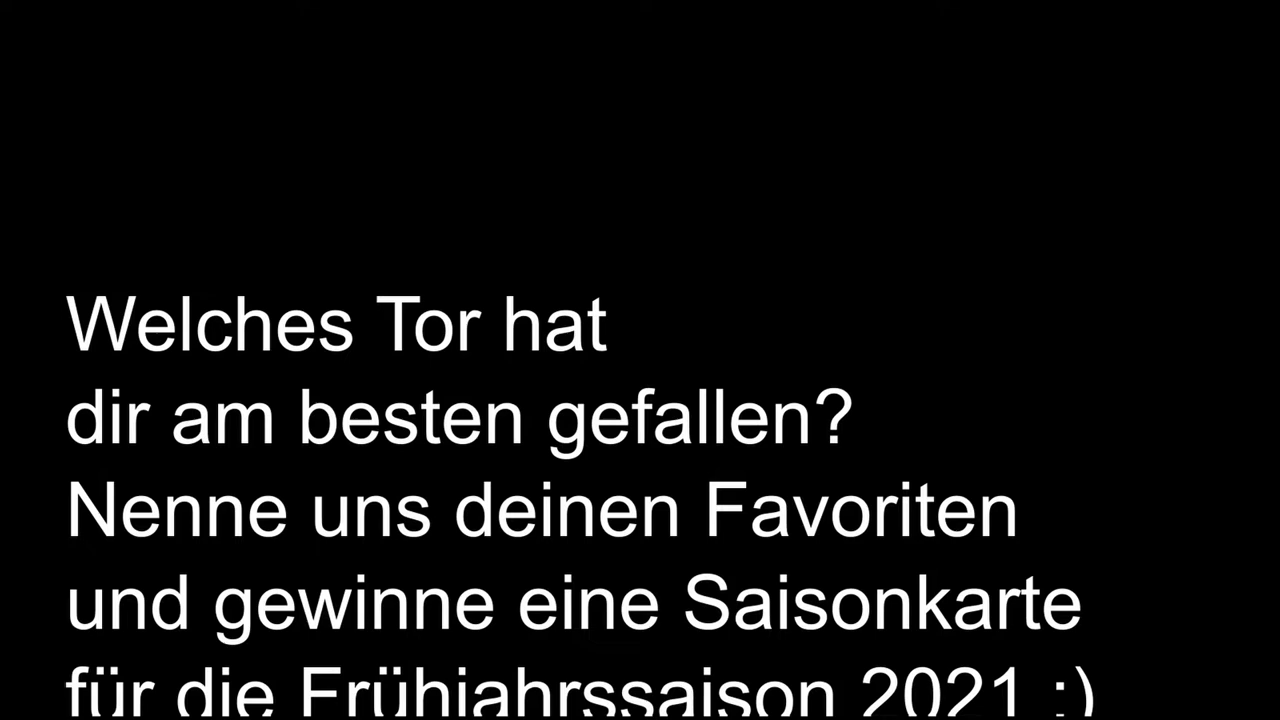 Welches Tor hat
dir am besten gefallen?
Nenne uns deinen Favoriten
und gewinne eine Saisonkarte
für die Frühjahrssaison 2021 :)